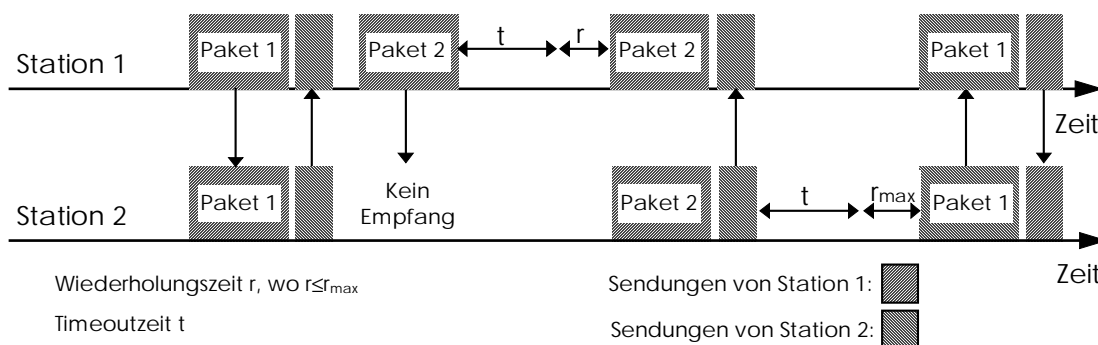 Paket 1
Paket 2
t
r
Paket 2
Paket 1
Station 1
Zeit
Paket 1
Kein
Empfang
Paket 2
t
rmax
Paket 1
Station 2
Zeit
Wiederholungszeit r, wo r≤rmax
Timeoutzeit t
Sendungen von Station 1:
Sendungen von Station 2: